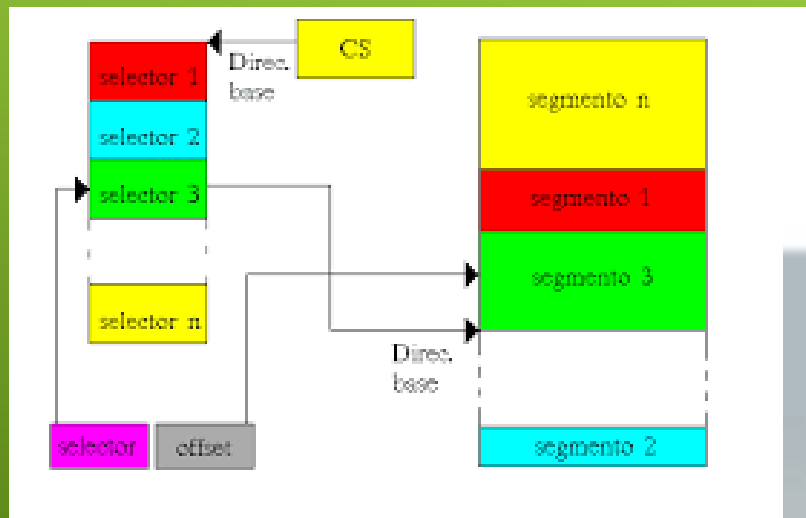 CS
Direc.
base
selector 1
selector 2
selector 3
selector n
selector
offset
segmento n
segmento 1
segmento 3
Direc.
base
segmento 2